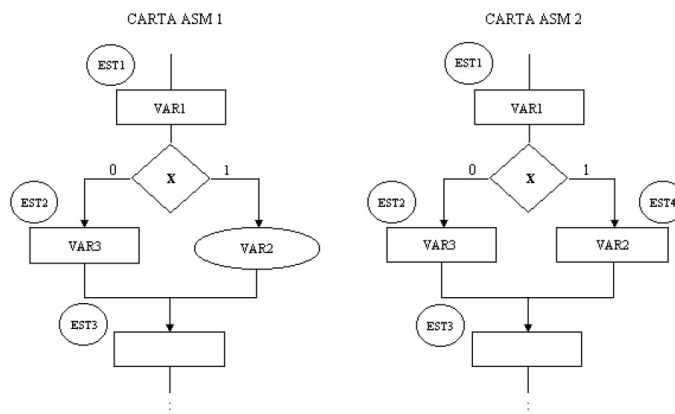 CARTA ASM 1
EST1
VAR1
X
0
1
EST2
VAR3
VAR2
EST3
:
CARTA ASM 2
EST1
VAR1
X
0
1
EST2
EST4
VAR3
VAR2
EST3
: